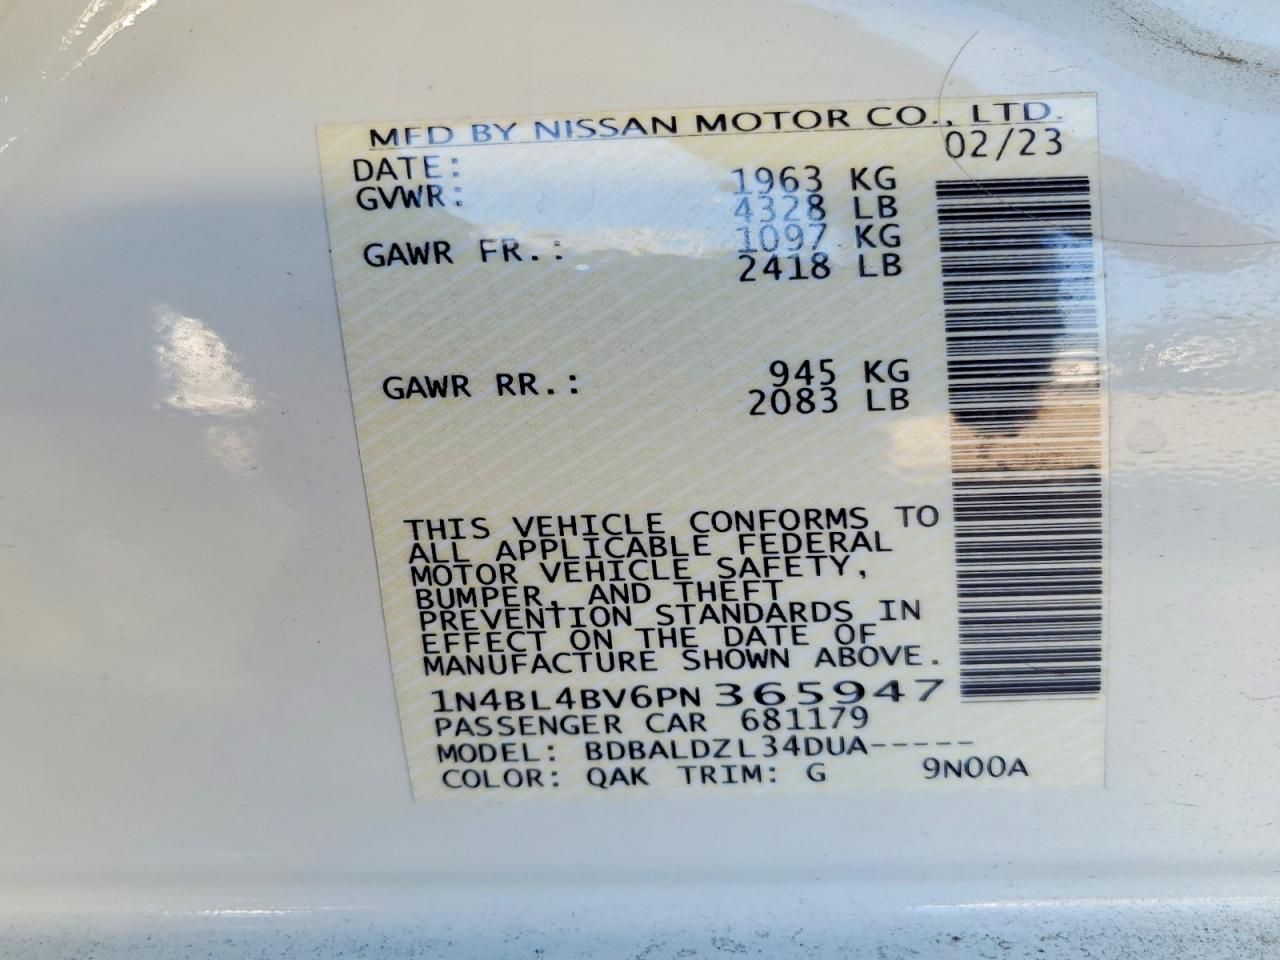 MFD BY NISSAN MOTOR CO., LTD.
DATE: 02/23
GVWR: 1963 KG
4328 LB
GAWR FR.: 1097 KG
2418 LB
GAWR RR.: 945 KG
2083 LB
THIS VEHICLE CONFORMS TO
ALL APPLICABLE FEDERAL
MOTOR VEHICLE SAFETY,
BUMPER, AND THEFT
PREVENTION STANDARDS IN
EFFECT ON THE DATE OF
MANUFACTURE SHOWN ABOVE.
1N4BL4BV6PN365947
PASSENGER CAR 681179
MODEL: BDBALDZL34DUA-----
COLOR: QAK TRIM: G 9N00A